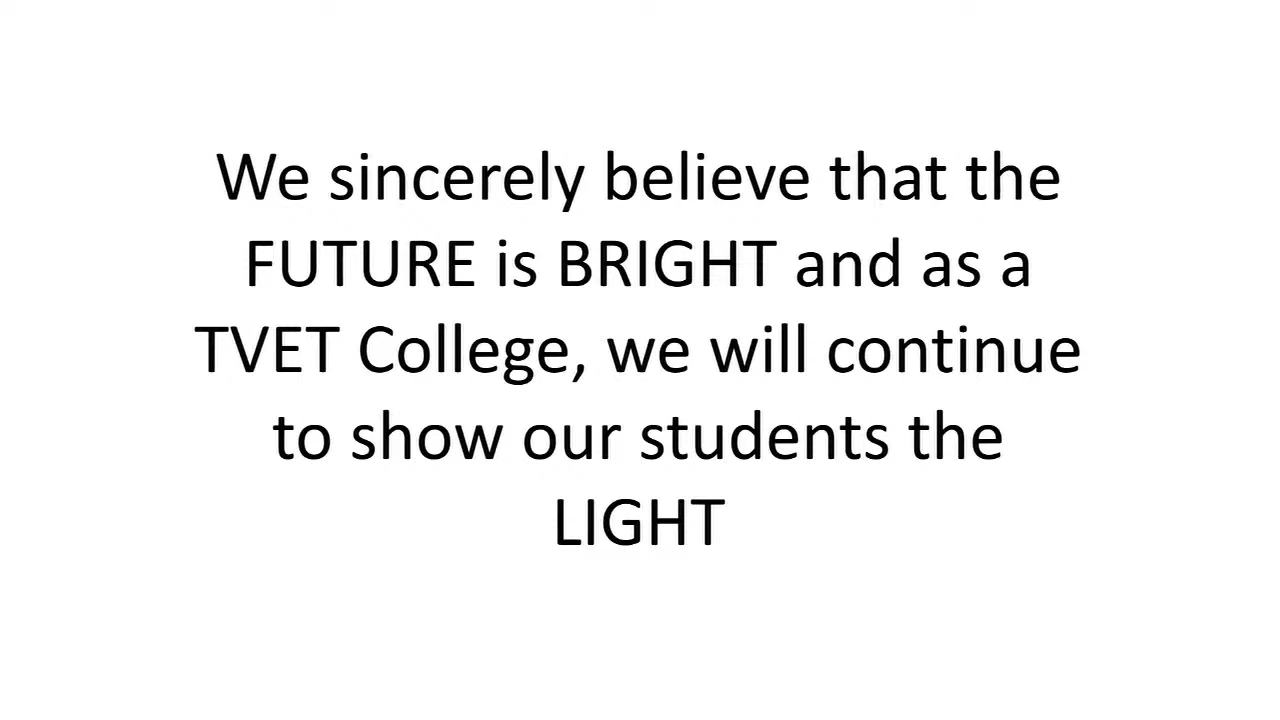 We sincerely believe that the
FUTURE is BRIGHT and as a
TVET College, we will continue
to show our students the
LIGHT